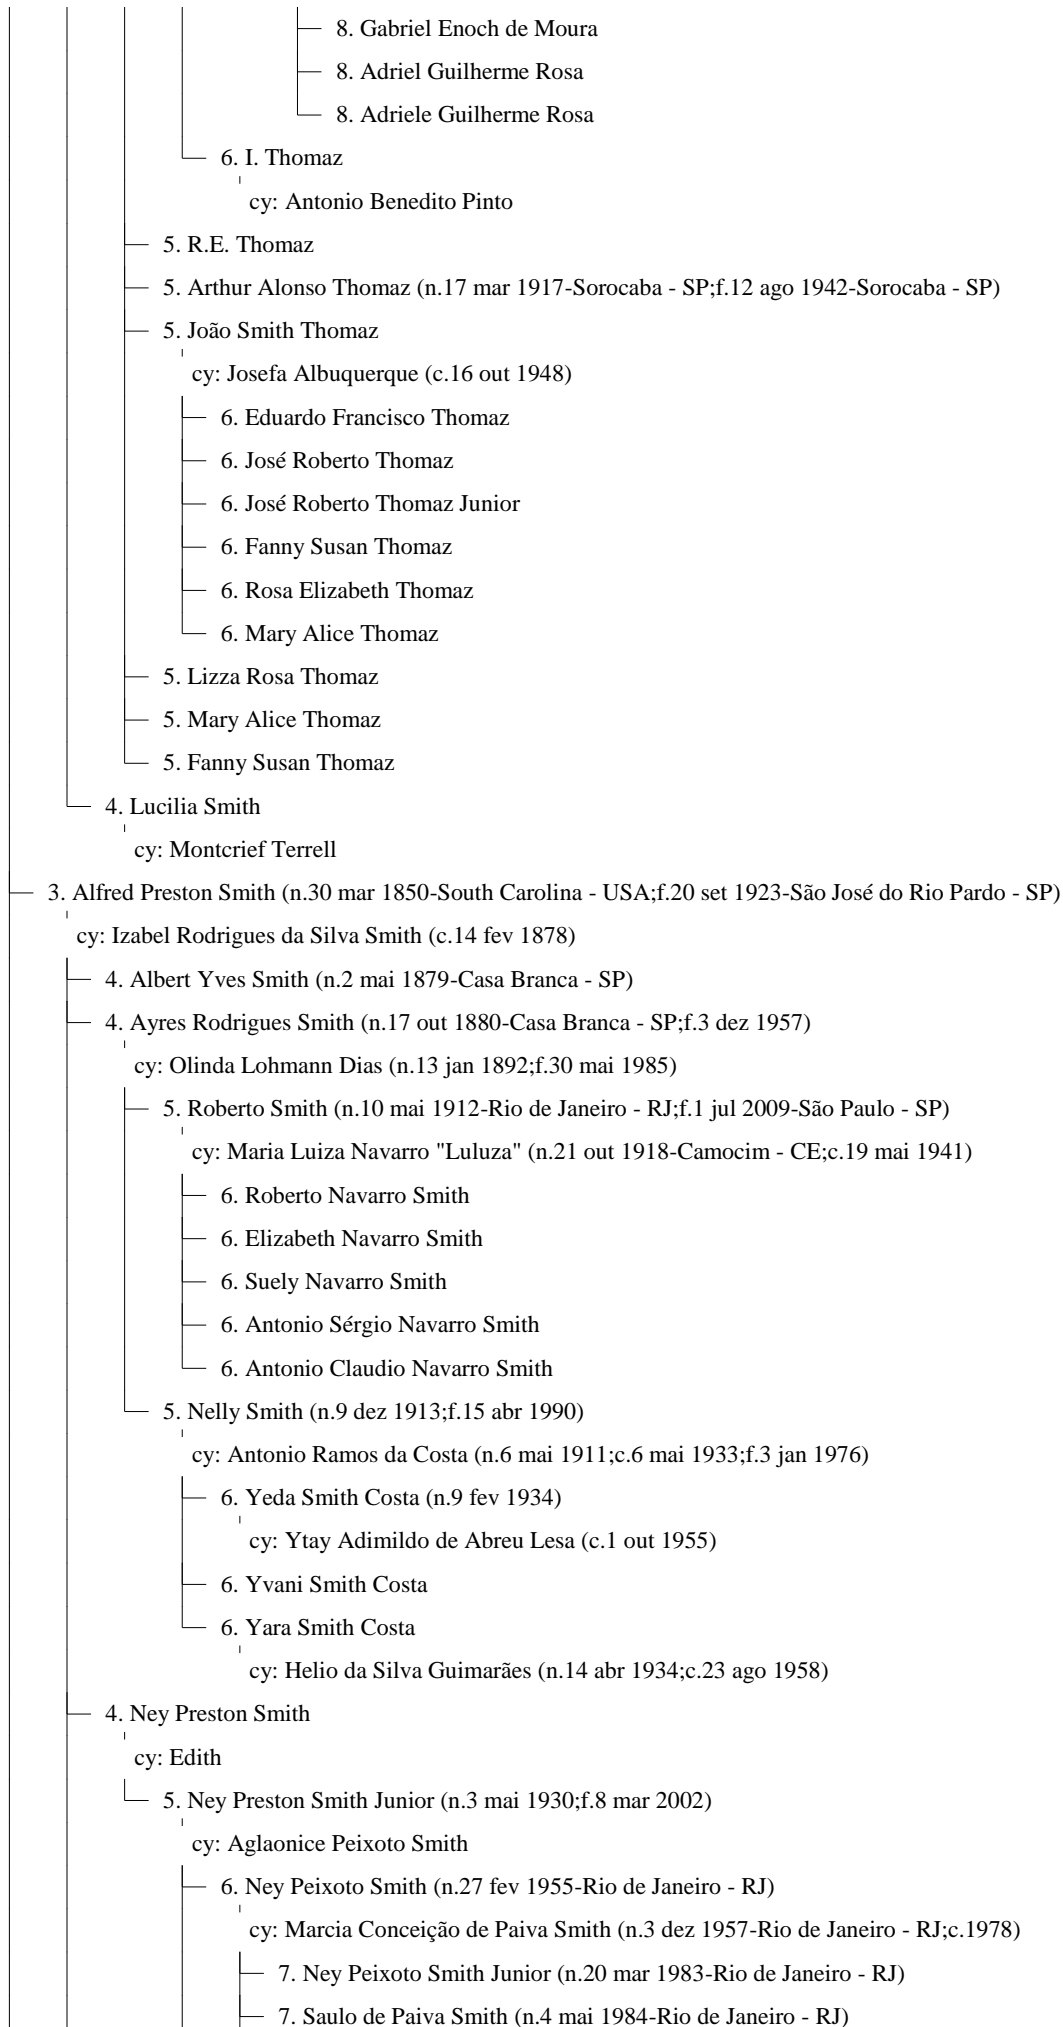 8. Gabriel Enoch de Moura
8. Adriel Guilherme Rosa
8. Adriele Guilherme Rosa
6. I. Thomaz
cy: Antonio Benedito Pinto
5. R.E. Thomaz
5. Arthur Alonso Thomaz (n.17 mar 1917-Sorocaba - SP;f.12 ago 1942-Sorocaba - SP)
5. João Smith Thomaz
cy: Josefa Albuquerque (c.16 out 1948)
6. Eduardo Francisco Thomaz
6. José Roberto Thomaz
6. José Roberto Thomaz Junior
6. Fanny Susan Thomaz
6. Rosa Elizabeth Thomaz
6. Mary Alice Thomaz
5. Lizza Rosa Thomaz
5. Mary Alice Thomaz
5. Fanny Susan Thomaz
4. Lucilia Smith
cy: Montcrief Terrell
3. Alfred Preston Smith (n.30 mar 1850-South Carolina - USA;f.20 set 1923-São José do Rio Pardo - SP)
cy: Izabel Rodrigues da Silva Smith (c.14 fev 1878)
4. Albert Yves Smith (n.2 mai 1879-Casa Branca - SP)
4. Ayres Rodrigues Smith (n.17 out 1880-Casa Branca - SP;f.3 dez 1957)
cy: Olinda Lohmann Dias (n.13 jan 1892;f.30 mai 1985)
5. Roberto Smith (n.10 mai 1912-Rio de Janeiro - RJ;f.1 jul 2009-São Paulo - SP)
cy: Maria Luiza Navarro "Luluza" (n.21 out 1918-Camocim - CE;c.19 mai 1941)
6. Roberto Navarro Smith
6. Elizabeth Navarro Smith
6. Suely Navarro Smith
6. Antonio Sérgio Navarro Smith
6. Antonio Claudio Navarro Smith
5. Nelly Smith (n.9 dez 1913;f.15 abr 1990)
cy: Antonio Ramos da Costa (n.6 mai 1911;c.6 mai 1933;f.3 jan 1976)
6. Yeda Smith Costa (n.9 fev 1934)
cy: Ytay Adimildo de Abreu Lesa (c.1 out 1955)
6. Yvani Smith Costa
6. Yara Smith Costa
cy: Helio da Silva Guimarães (n.14 abr 1934;c.23 ago 1958)
4. Ney Preston Smith
cy: Edith
5. Ney Preston Smith Junior (n.3 mai 1930;f.8 mar 2002)
cy: Aglaonice Peixoto Smith
6. Ney Peixoto Smith (n.27 fev 1955-Rio de Janeiro - RJ)
cy: Marcia Conceição de Paiva Smith (n.3 dez 1957-Rio de Janeiro - RJ;c.1978)
7. Ney Peixoto Smith Junior (n.20 mar 1983-Rio de Janeiro - RJ)
7. Saulo de Paiva Smith (n.4 mai 1984-Rio de Janeiro - RJ)